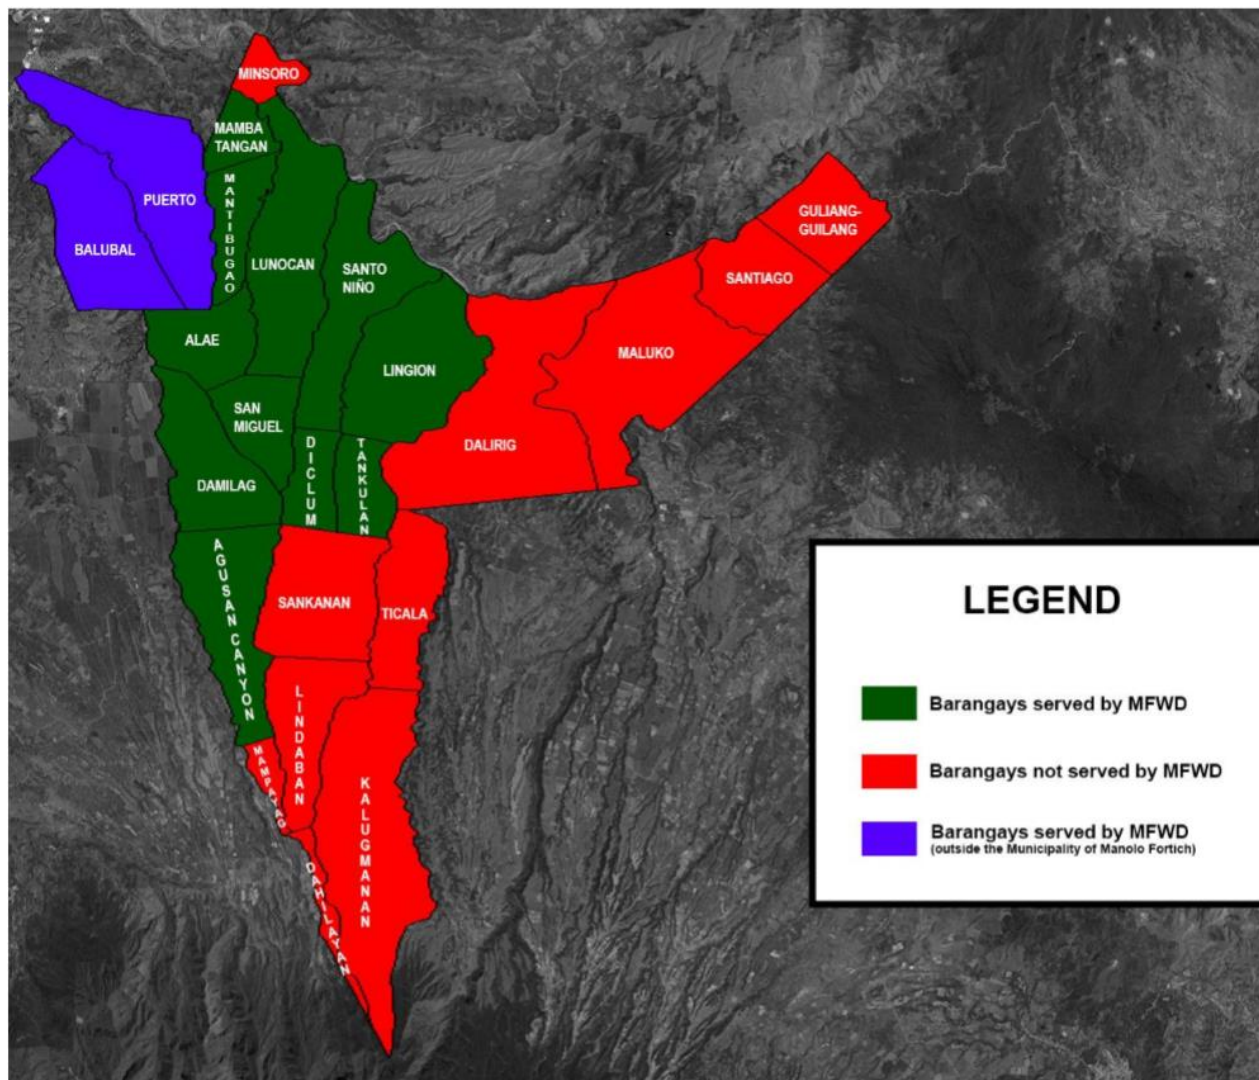 MINSORO
MAMBA
TANGAN
MANTIBUGAO
PUERTO
BALUBAL
LUNOCAN
SANTO
NIÑO
GULIANG-
GUILANG
SANTIAGO
ALAE
MALUKO
LINGION
SAN
MIGUEL
DALIRIG
DICLUM
TANKULAN
DAMILAG
AGUSAN CANYON
SANKANAN
TICALA
LINDABAN
MAMPAYAG
KALUGMANAN
DAHILAYAN
LEGEND
Barangays served by MFWD
Barangays not served by MFWD
Barangays served by MFWD
(outside the Municipality of Manolo Fortich)